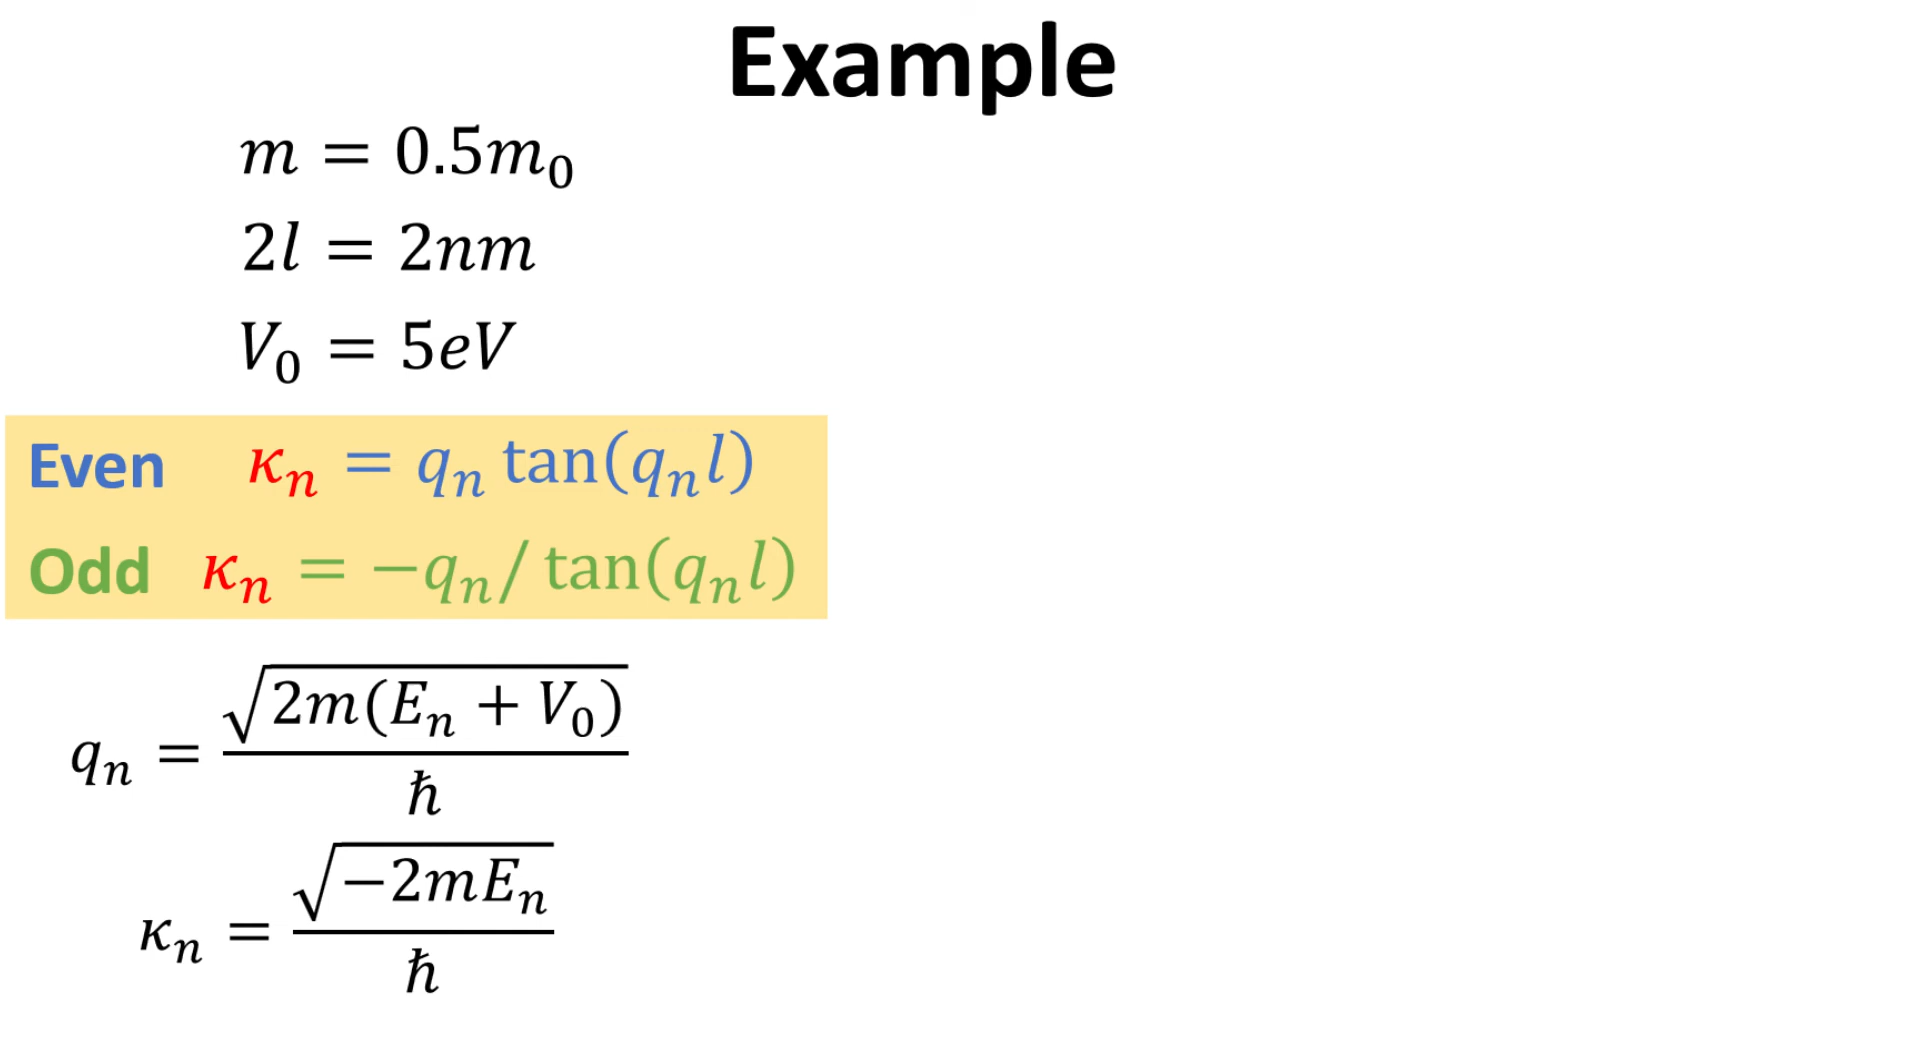 Example
m = 0.5m₀
2l = 2nm
V₀ = 5eV
Even κₙ = qₙ tan(qₙl)
Odd κₙ = −qₙ/ tan(qₙl)
qₙ = √(2m(Eₙ + V₀)) / ħ
κₙ = √(−2mEₙ) / ħ